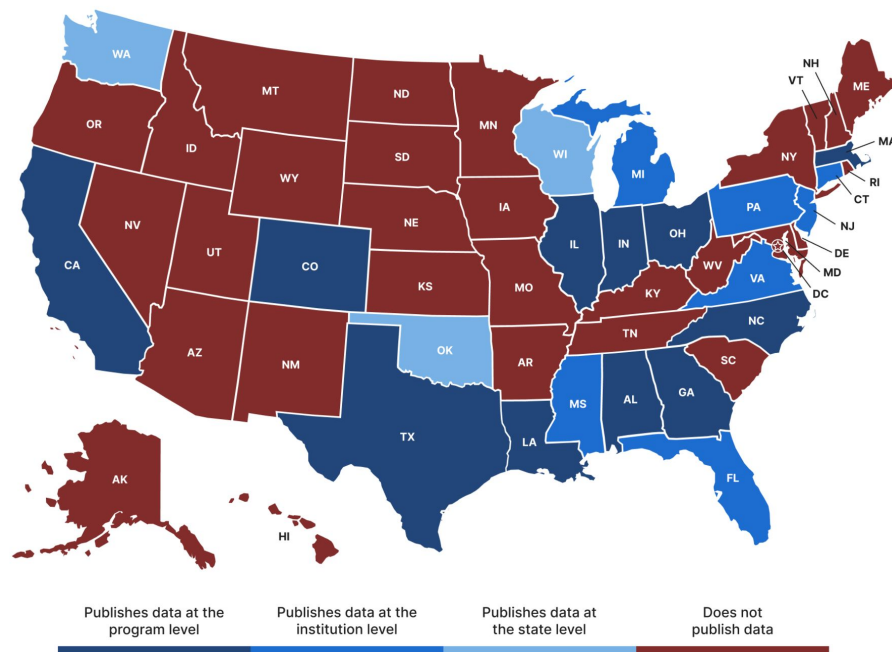 WA
MT
ND
MN
OR
ID
SD
WY
WI
MI
NH
VT
ME
NY
MA
RI
CT
PA
NJ
IA
NE
NV
UT
CO
CA
IL
IN
OH
DE
MD
DC
WV
VA
KS
MO
KY
NC
TN
AZ
NM
OK
AR
SC
MS
AL
GA
TX
LA
FL
AK
HI
Publishes data at the
program level
Publishes data at the
institution level
Publishes data at
the state level
Does not
publish data